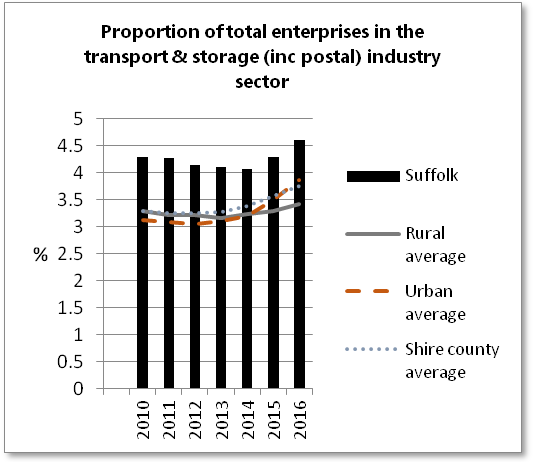 Proportion of total enterprises in the
transport & storage (inc postal) industry
sector
5
4.5
4
3.5
3
2.5
2
1.5
1
0.5
0
%
2010
2011
2012
2013
2014
2015
2016
Suffolk
Rural
average
Urban
average
Shire county
average